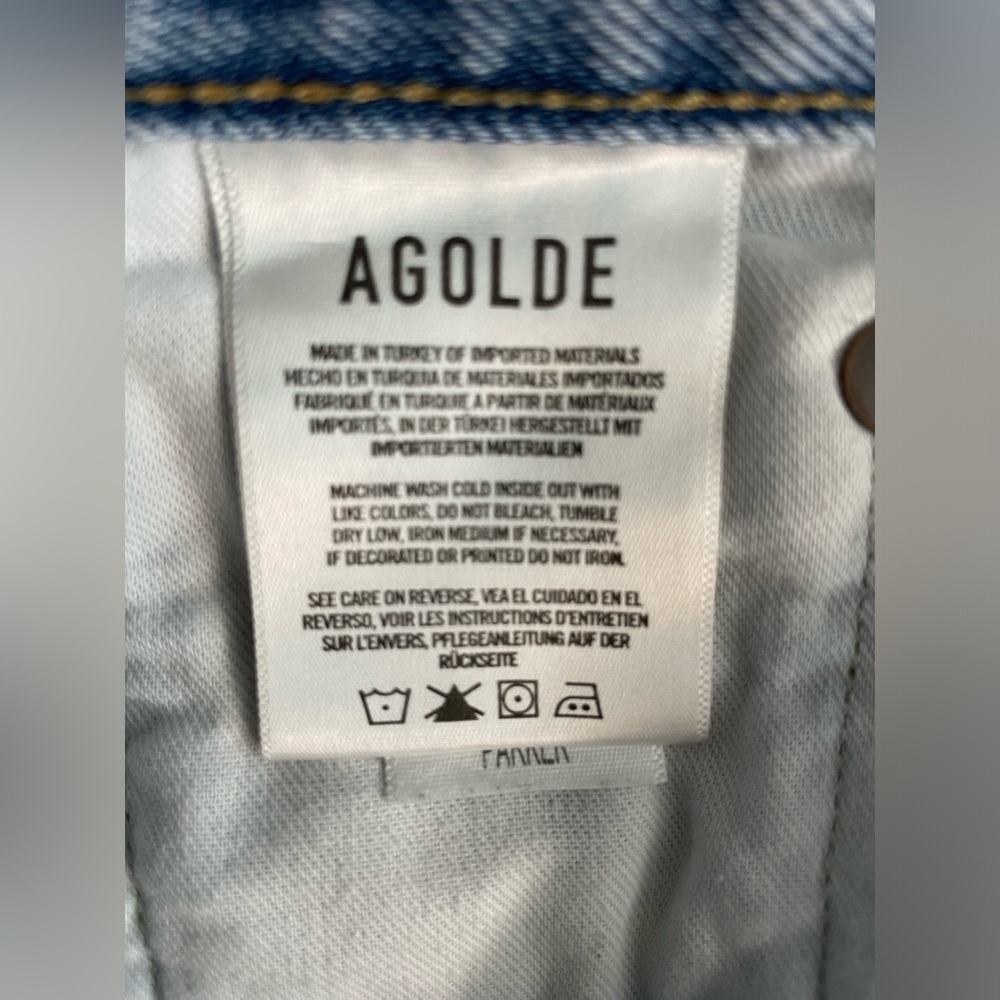 AGOLDE
MADE IN TURKEY OF IMPORTED MATERIALS
HECHO EN TURQUIA DE MATERIALES IMPORTADOS
FABRIQUÉ EN TURQUIE A PARTIR DE MATÉRIAUX
IMPORTÉS, IN DER TÜRKEI HERGESTELLT MIT
IMPORTIERTEN MATERIALIEN
MACHINE WASH COLD INSIDE OUT WITH
LIKE COLORS, DO NOT BLEACH, TUMBLE
DRY LOW, IRON MEDIUM IF NECESSARY,
IF DECORATED OR PRINTED DO NOT IRON.
SEE CARE ON REVERSE, VEA EL CUIDADO EN EL
REVERSO, VOIR LES INSTRUCTIONS D'ENTRETIEN
SUR L'ENVERS, PFLEGEANLEITUNG AUF DER
RÜCKSEITE
PARKER